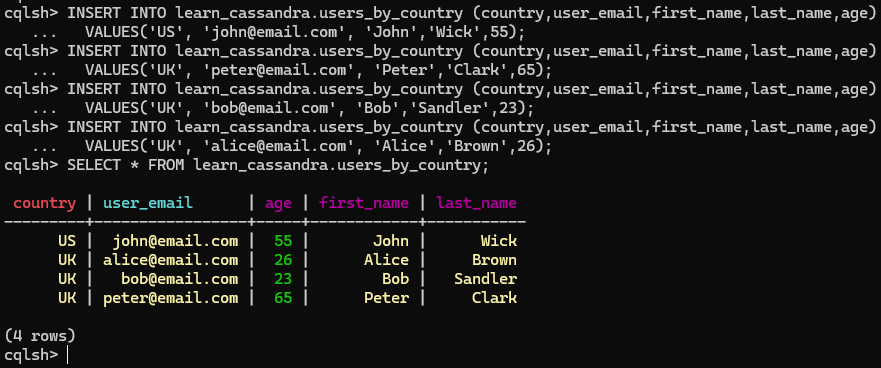 cqlsh> INSERT INTO learn_cassandra.users_by_country (country,user_email,first_name,last_name,age)
   ...   VALUES('US', 'john@email.com', 'John','Wick',55);
cqlsh> INSERT INTO learn_cassandra.users_by_country (country,user_email,first_name,last_name,age)
   ...   VALUES('UK', 'peter@email.com', 'Peter','Clark',65);
cqlsh> INSERT INTO learn_cassandra.users_by_country (country,user_email,first_name,last_name,age)
   ...   VALUES('UK', 'bob@email.com', 'Bob','Sandler',23);
cqlsh> INSERT INTO learn_cassandra.users_by_country (country,user_email,first_name,last_name,age)
   ...   VALUES('UK', 'alice@email.com', 'Alice','Brown',26);
cqlsh> SELECT * FROM learn_cassandra.users_by_country;

 country | user_email      | age | first_name | last_name
---------+-----------------+-----+------------+-----------
      US |  john@email.com |  55 |       John |      Wick
      UK | alice@email.com |  26 |      Alice |     Brown
      UK |   bob@email.com |  23 |        Bob |   Sandler
      UK | peter@email.com |  65 |      Peter |     Clark

(4 rows)
cqlsh>